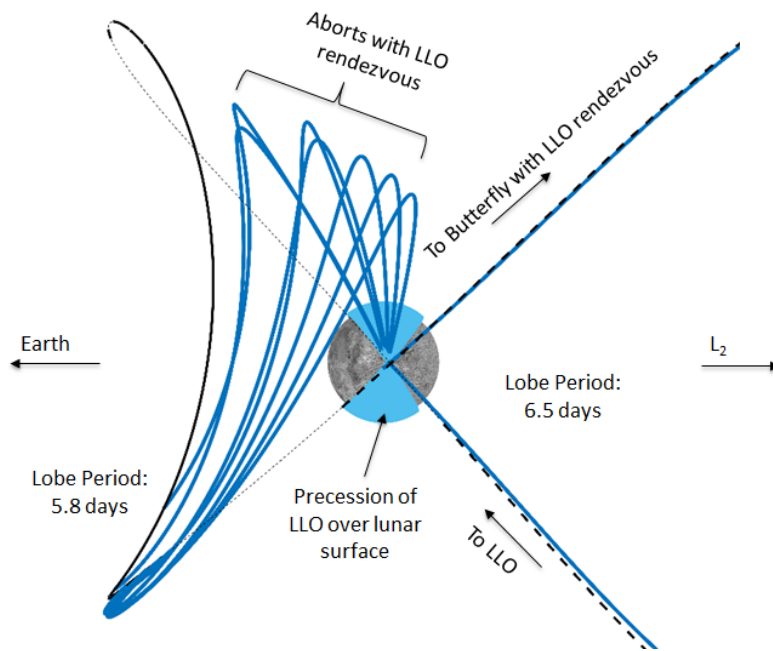 Aborts with LLO
rendezvous
To Butterfly with LLO rendezvous
Earth
L₂
Lobe Period:
6.5 days
Lobe Period:
5.8 days
Precession of
LLO over lunar
surface
To LLO